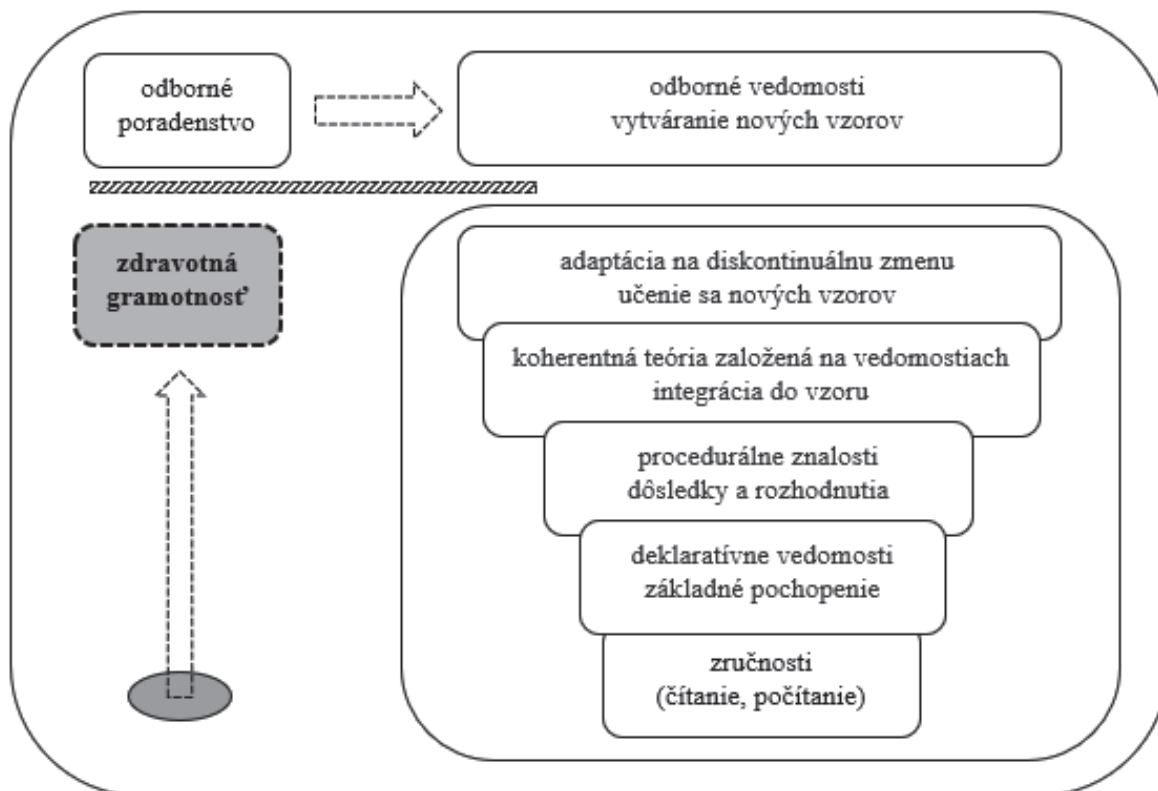 odborné
poradenstvo
odborné vedomosti
vytváranie nových vzorov
zdravotná
gramotnosť
adaptácia na diskontinuálnu zmenu
učenie sa nových vzorov
koherentná teória založená na vedomostiach
integrácia do vzoru
procedurálne znalosti
dôsledky a rozhodnutia
deklaratívne vedomosti
základné pochopenie
zručnosti
(čítanie, počítanie)